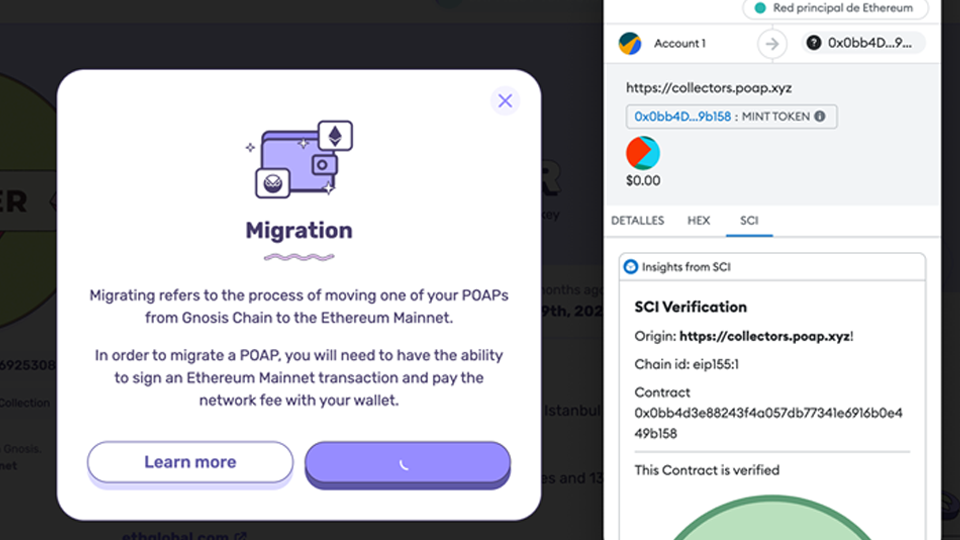 Migration
Migrating refers to the process of moving one of your POAPs
from Gnosis Chain to the Ethereum Mainnet.
In order to migrate a POAP, you will need to have the ability
to sign an Ethereum Mainnet transaction and pay the
network fee with your wallet.
Learn more
ER
R
key
months ago
9th, 202
6925308
Collection
Gnosis.
net
Istanbul
es and 13
ethglobal.com
Red principal de Ethereum
Account 1
0x0bb4D...9...
https://collectors.poap.xyz
0x0bb4D...9b158 : MINT TOKEN
$0.00
DETALLES HEX SCI
Insights from SCI
SCI Verification
Origin: https://collectors.poap.xyz!
Chain id: eip155:1
Contract
0x0bb4d3e88243f4a057db77341e6916b0e4
49b158
This Contract is verified